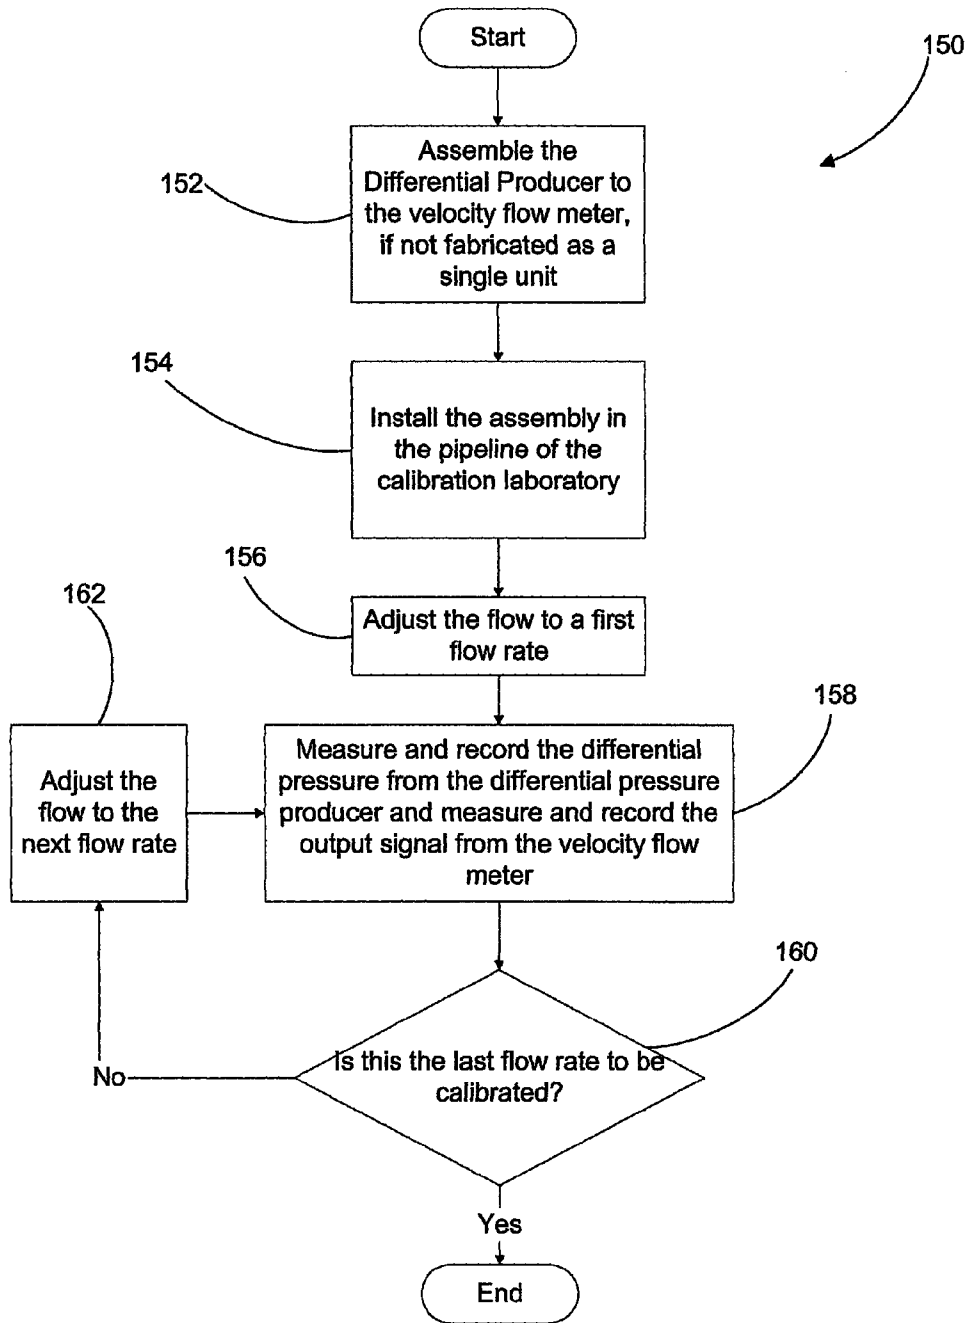 Start
150
Assemble the
Differential Producer to
the velocity flow meter,
if not fabricated as a
single unit
152
154
Install the assembly in
the pipeline of the
calibration laboratory
156
Adjust the flow to a first
flow rate
162
158
Adjust the
flow to the
next flow rate
Measure and record the differential
pressure from the differential pressure
producer and measure and record the
output signal from the velocity flow
meter
160
Is this the last flow rate to be
calibrated?
No
Yes
End